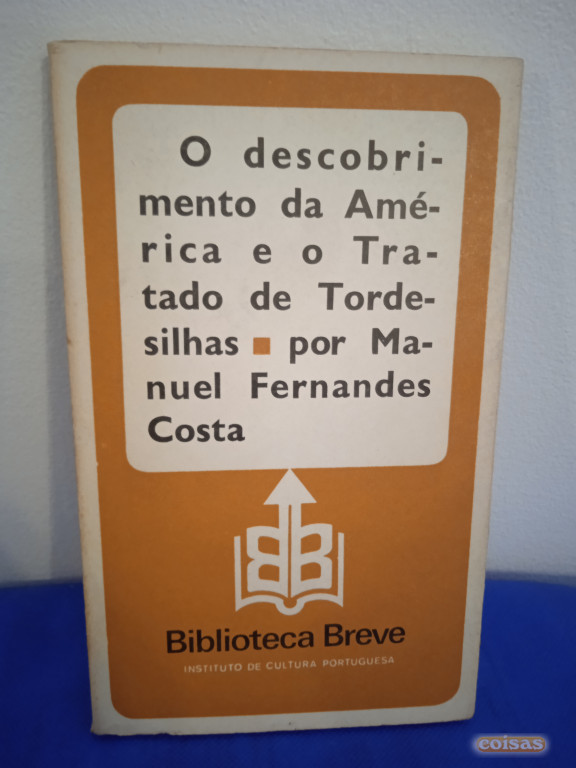 O descobri-
mento da Amé-
rica e o Tra-
tado de Torde-
silhas ■ por Ma-
nuel Fernandes
Costa
BB
Biblioteca Breve
INSTITUTO DE CULTURA PORTUGUESA
coisas